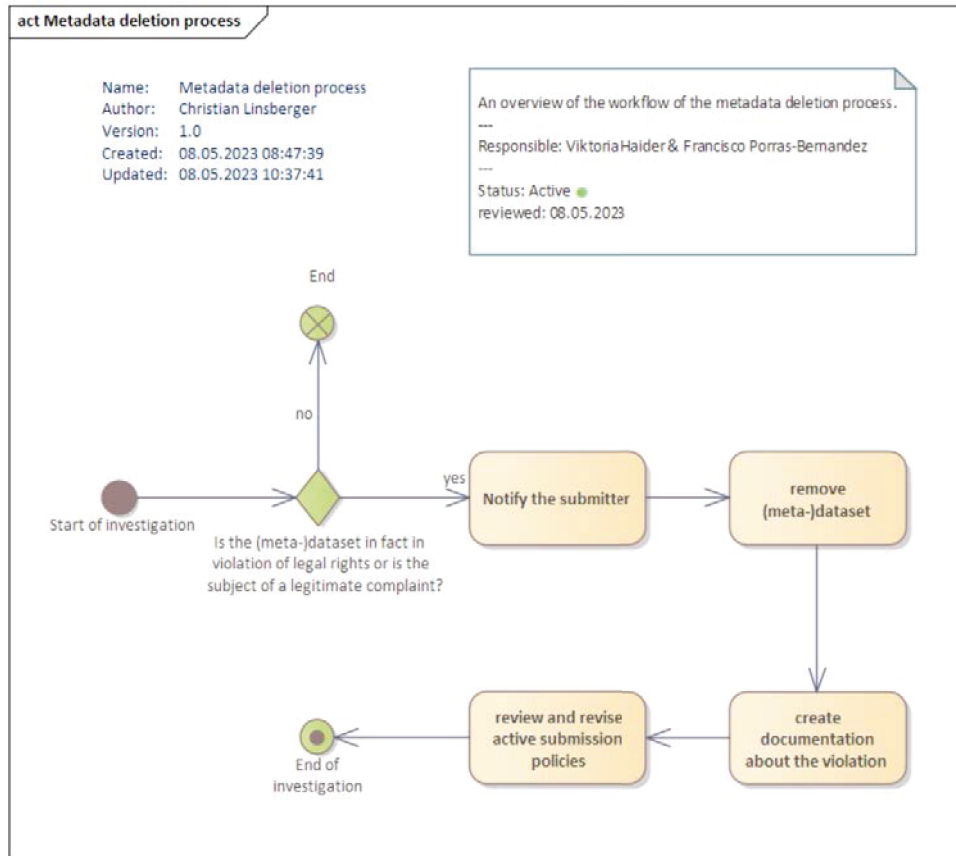 act Metadata deletion process
Name: Metadata deletion process
Author: Christian Linsberger
Version: 1.0
Created: 08.05.2023 08:47:39
Updated: 08.05.2023 10:37:41
An overview of the workflow of the metadata deletion process.
---
Responsible: Viktoria Haider & Francisco Porras-Bernandez
---
Status: Active
reviewed: 08.05.2023
End
no
Start of investigation
Is the (meta-)dataset in fact in
violation of legal rights or is the
subject of a legitimate complaint?
yes
Notify the submitter
remove
(meta-)dataset
create
documentation
about the violation
review and revise
active submission
policies
End of
investigation